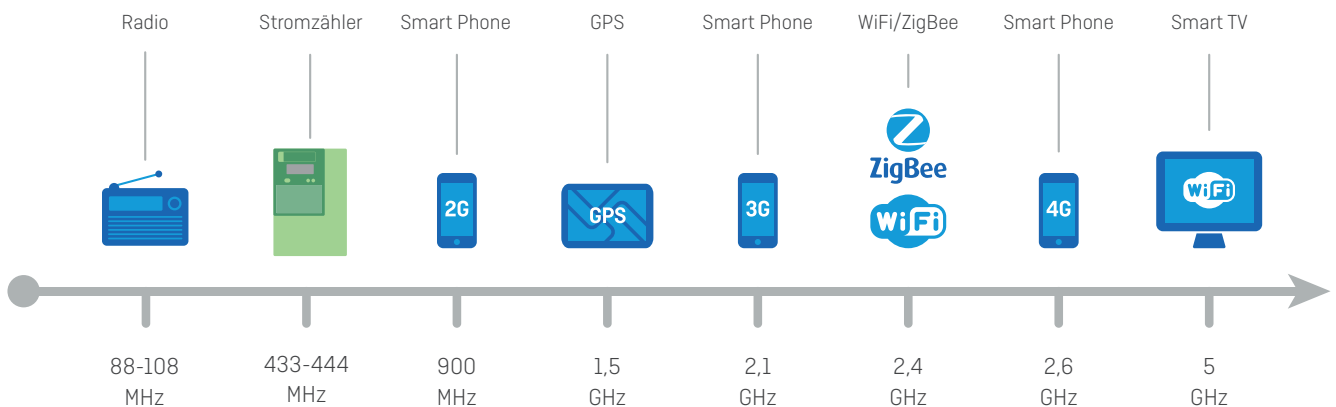 Radio
Stromzähler
Smart Phone
GPS
Smart Phone
WiFi/ZigBee
Smart Phone
Smart TV
2G
GPS
3G
ZigBee
WiFi
4G
WiFi
88-108
MHz
433-444
MHz
900
MHz
1,5
GHz
2,1
GHz
2,4
GHz
2,6
GHz
5
GHz